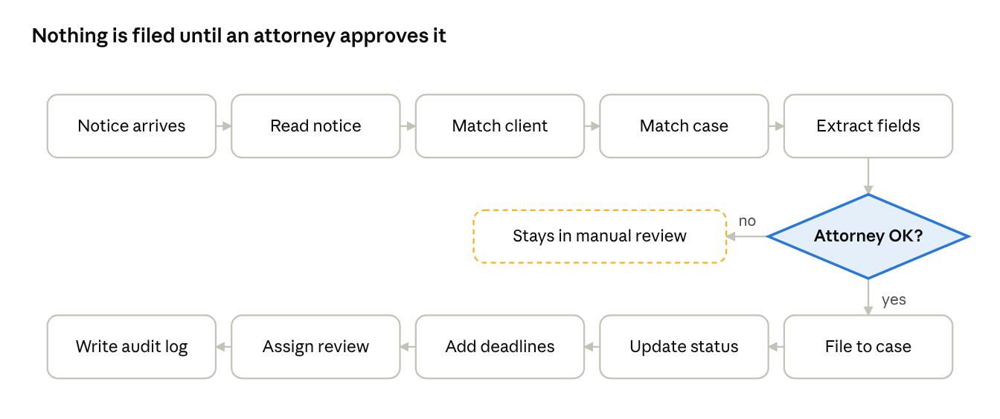 Nothing is filed until an attorney approves it
Notice arrives
Read notice
Match client
Match case
Extract fields
Attorney OK?
no
Stays in manual review
yes
File to case
Update status
Add deadlines
Assign review
Write audit log